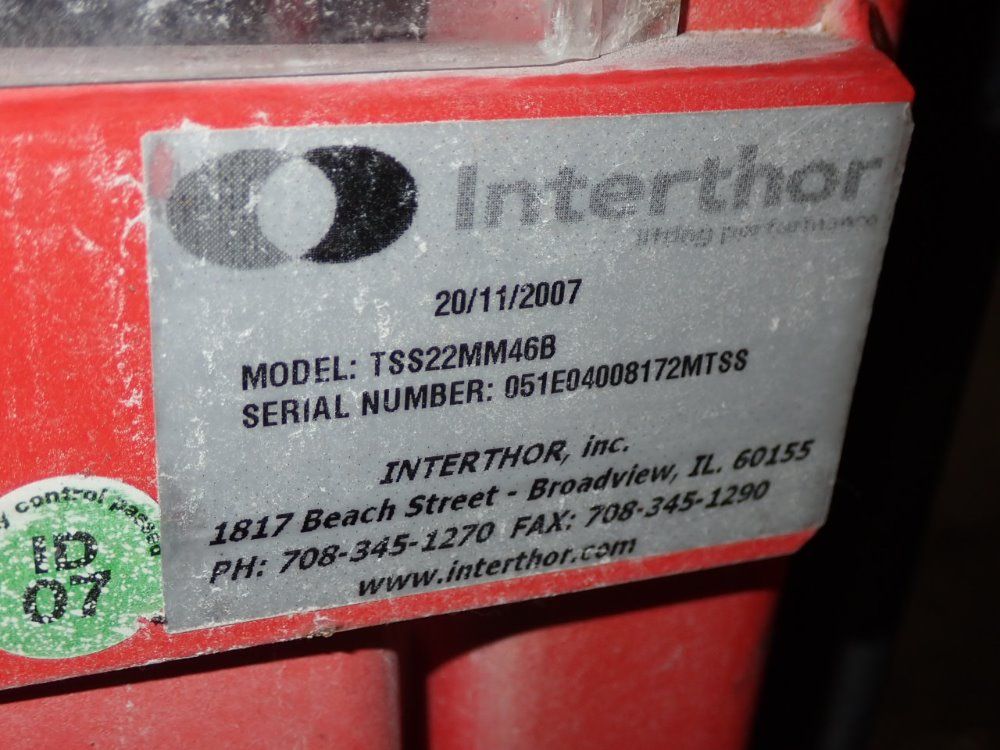 Interthor
lifting performance
20/11/2007
MODEL: TSS22MM46B
SERIAL NUMBER: 051E04008172MTSS
INTERTHOR, inc.
1817 Beach Street - Broadview, IL. 60155
PH: 708-345-1270 FAX: 708-345-1290
www.interthor.com
control passed
ID
07